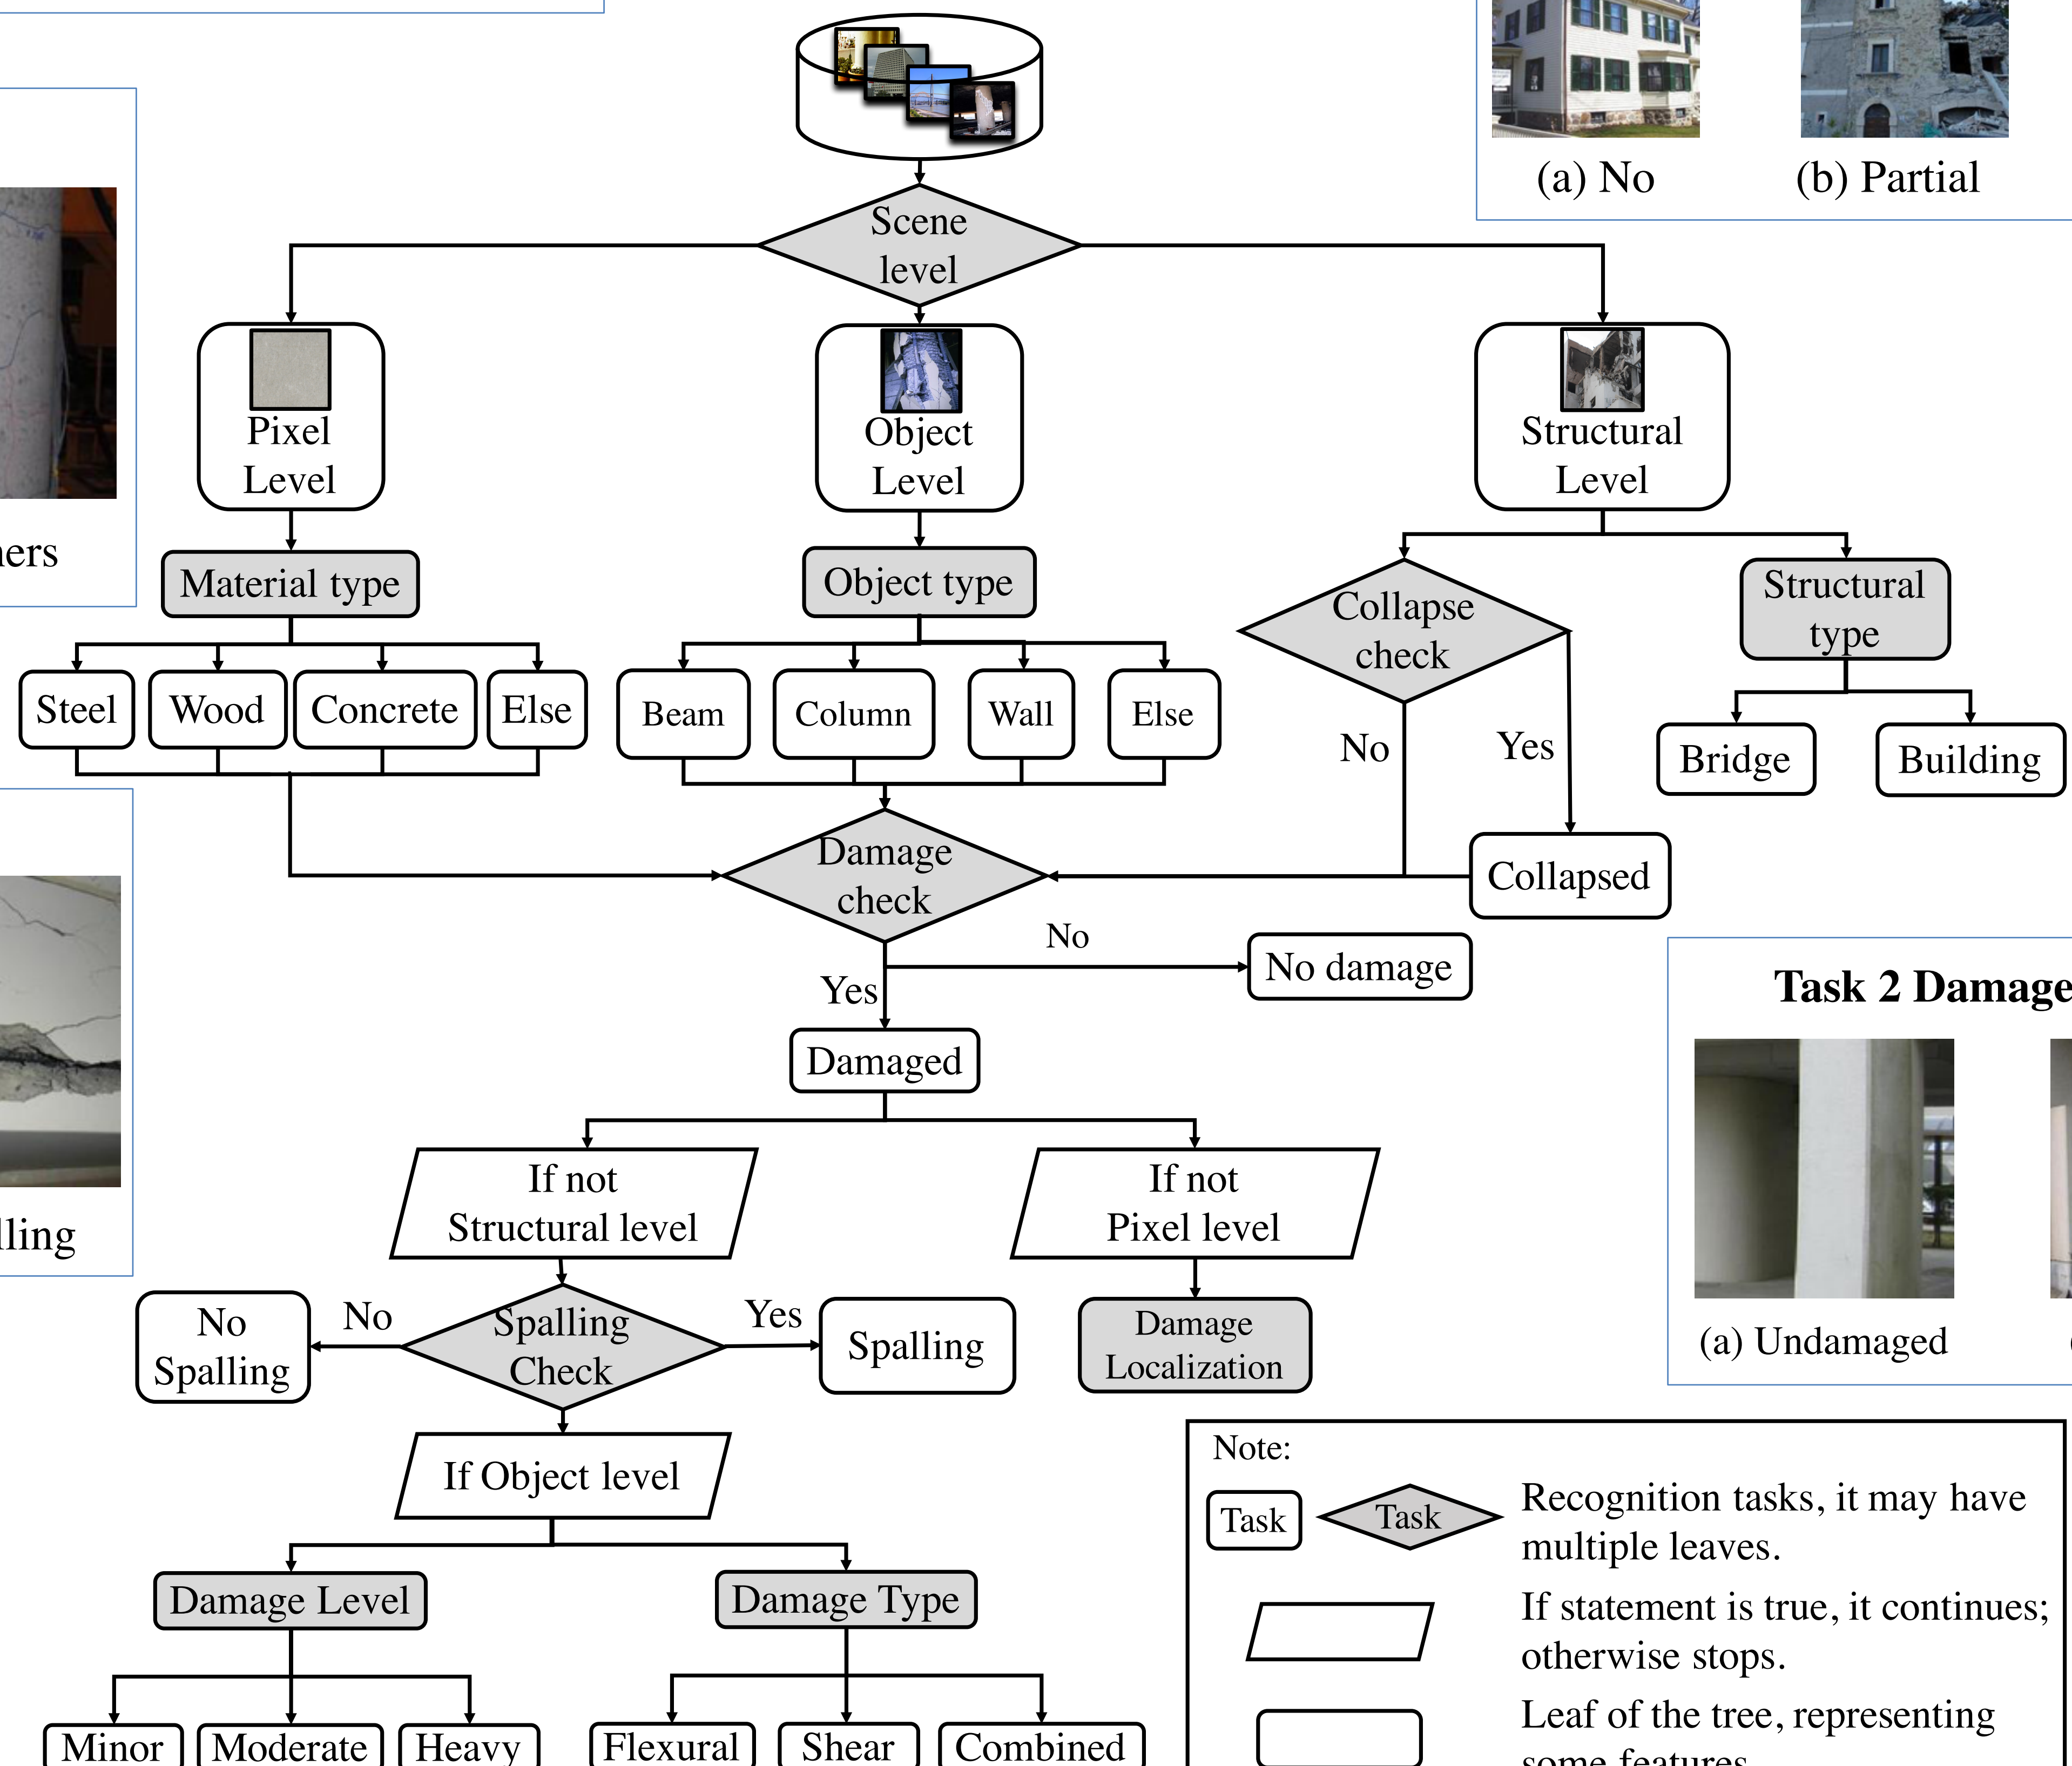 (a) No
(b) Partial
Scene
level
Pixel
Level
Object
Level
Structural
Level
Material type
Object type
Collapse
check
Structural
type
Steel
Wood
Concrete
Else
Beam
Column
Wall
Else
No
Yes
Bridge
Building
Damage
check
Collapsed
No
No damage
Yes
Damaged
Task 2 Damage
If not
Structural level
If not
Pixel level
No
Spalling
No
Spalling
Check
Yes
Spalling
Damage
Localization
(a) Undamaged
If Object level
Note:
Task
Task
Recognition tasks, it may have
multiple leaves.
If statement is true, it continues;
otherwise stops.
Leaf of the tree, representing
some features
Damage Level
Damage Type
Minor
Moderate
Heavy
Flexural
Shear
Combined